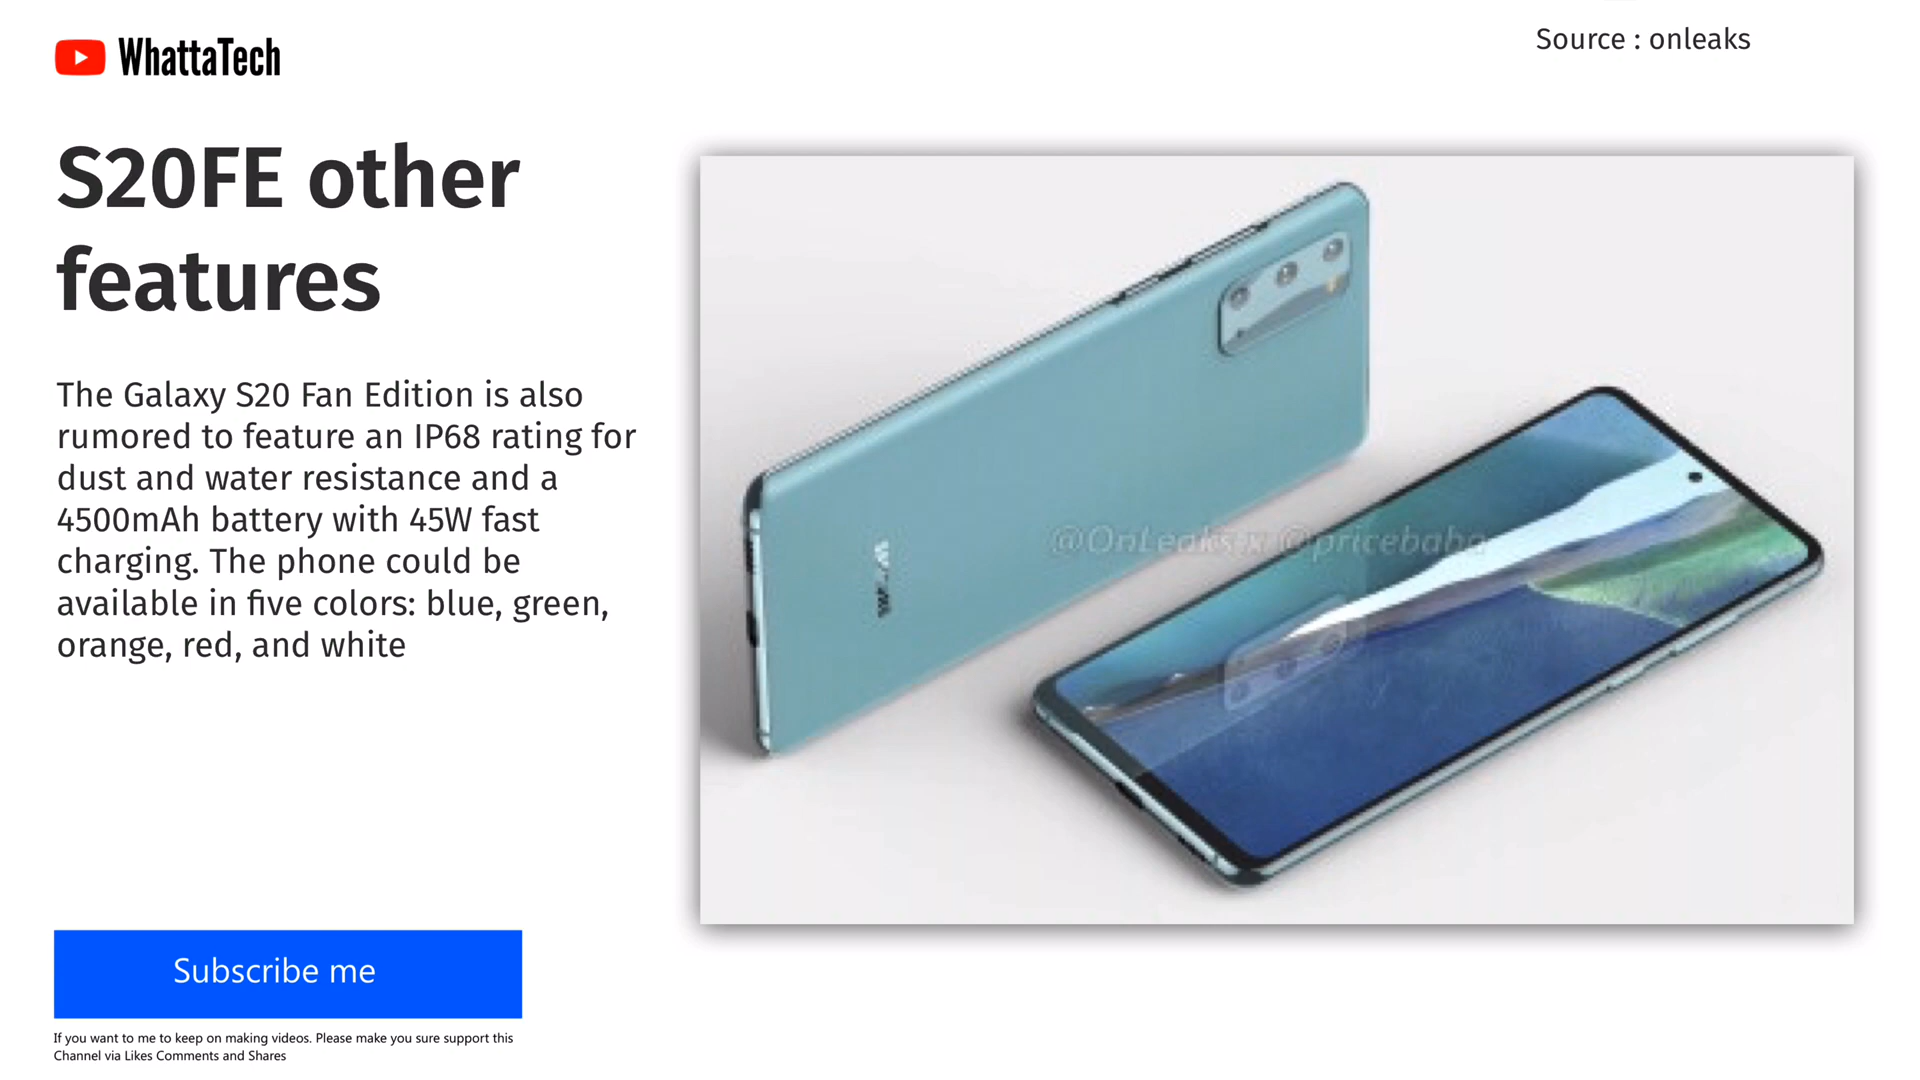 WhattaTech
Source : onleaks
S20FE other
features
The Galaxy S20 Fan Edition is also
rumored to feature an IP68 rating for
dust and water resistance and a
4500mAh battery with 45W fast
charging. The phone could be
available in five colors: blue, green,
orange, red, and white
@OnLeaks x @pricebaba
Subscribe me
If you want to me to keep on making videos. Please make you sure support this
Channel via Likes Comments and Shares